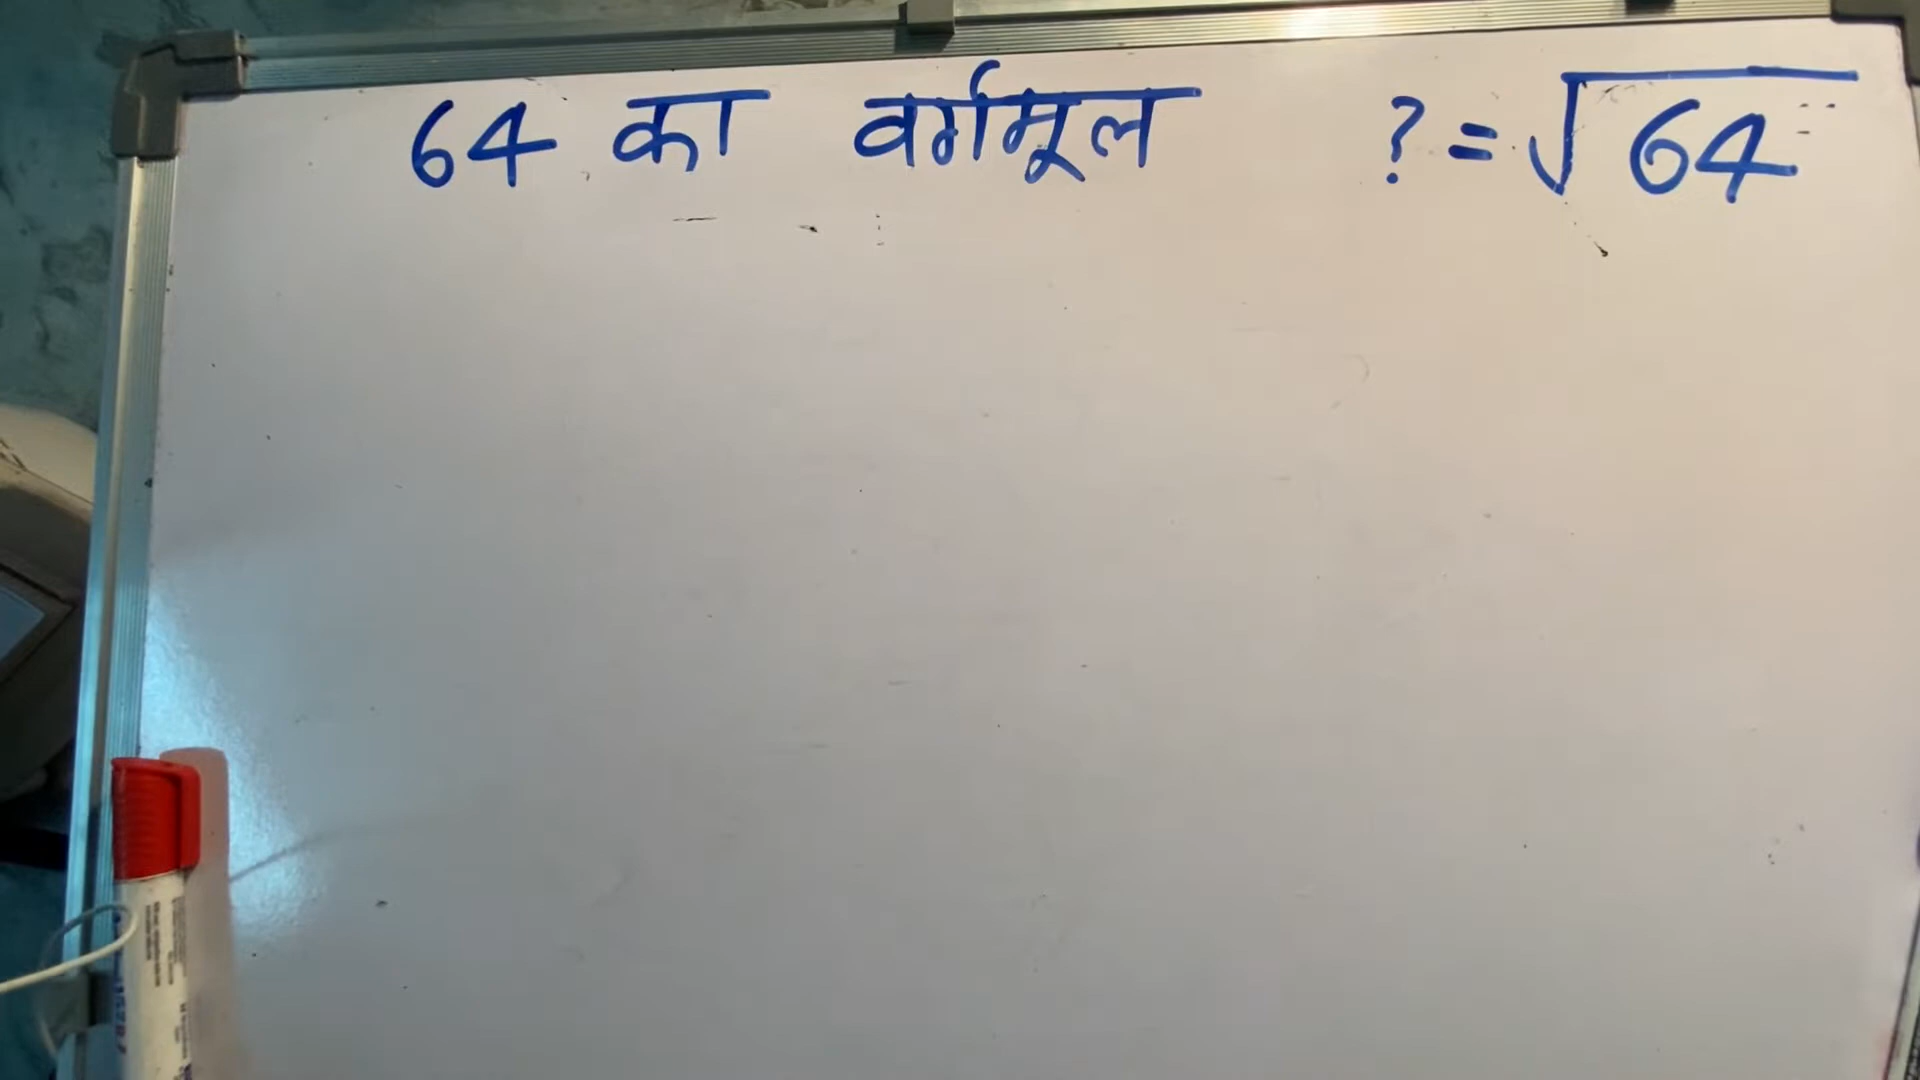 64 का वर्गमूल ? = √64